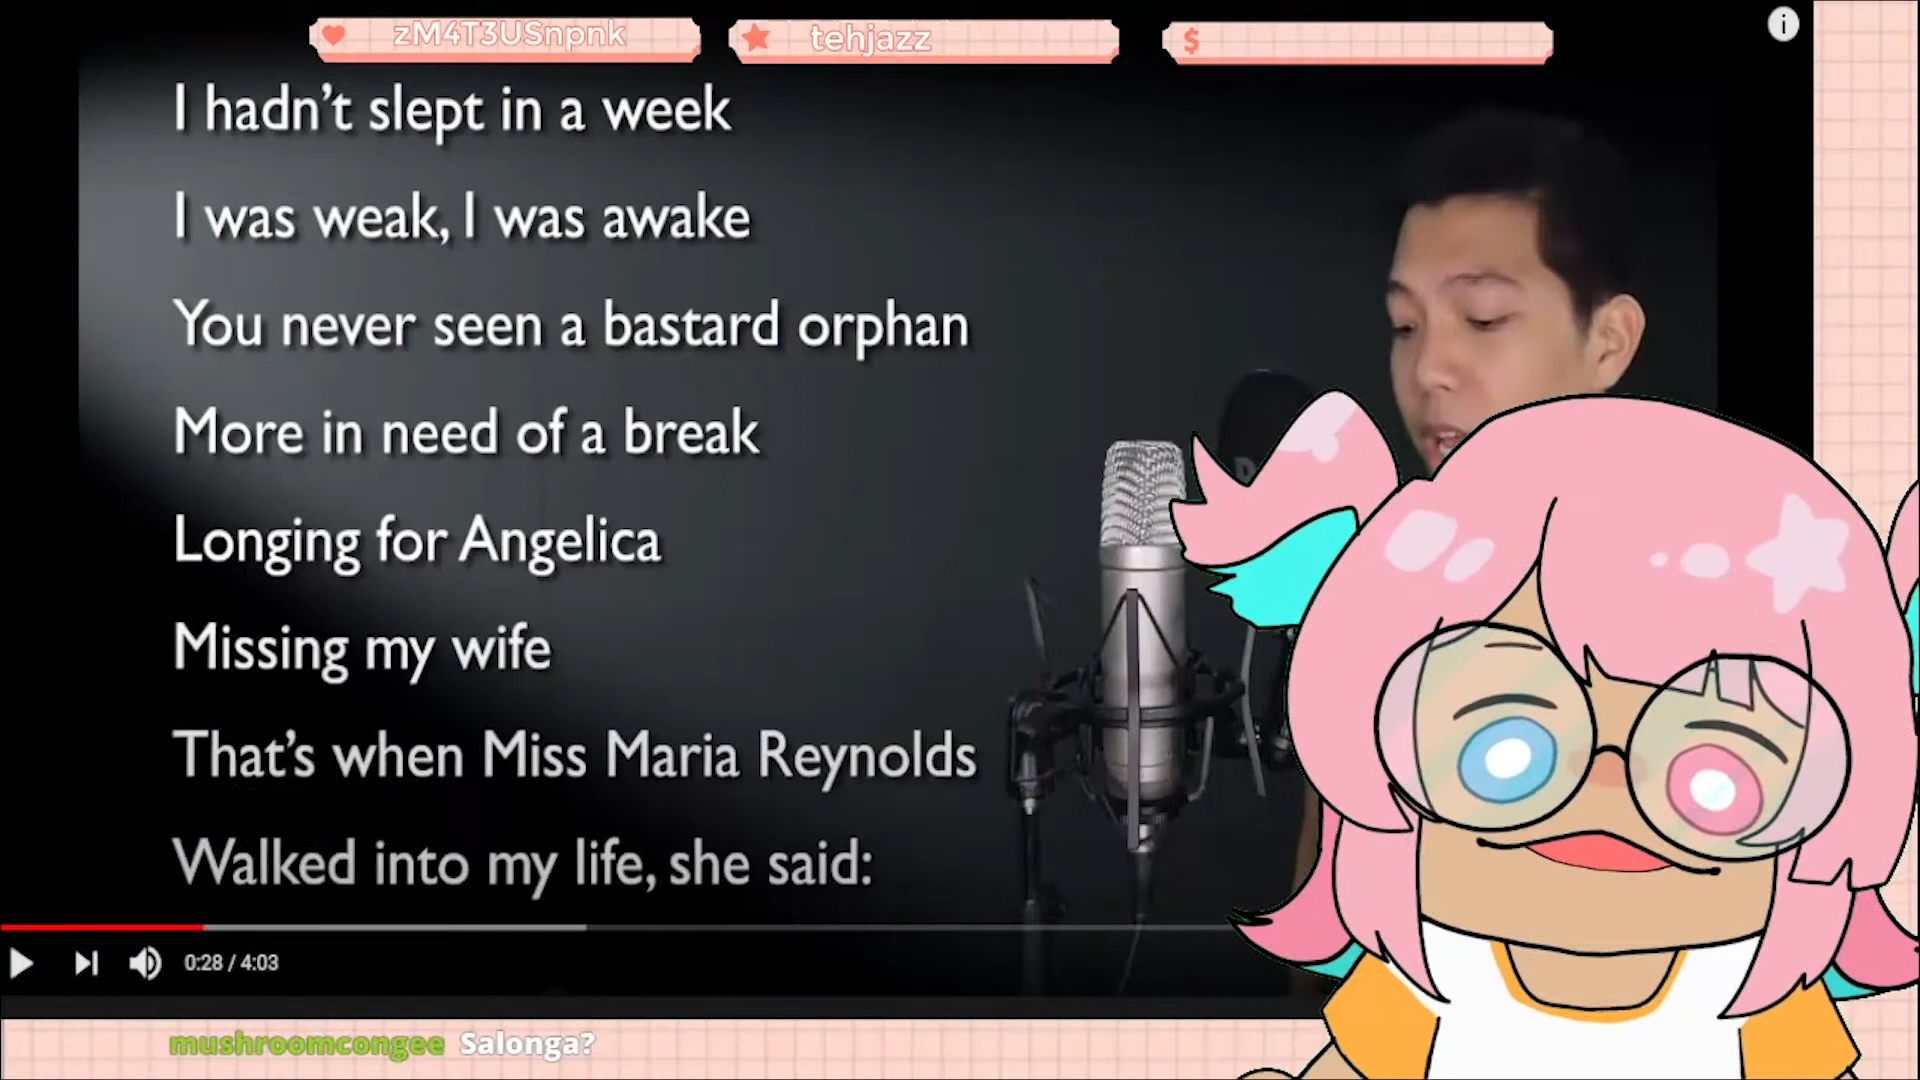 zM4T3USnpnk
tehjazz
$
I hadn't slept in a week
I was weak, I was awake
You never seen a bastard orphan
More in need of a break
Longing for Angelica
Missing my wife
That's when Miss Maria Reynolds
Walked into my life, she said:
0:28 / 4:03
mushroomcongee Salonga?